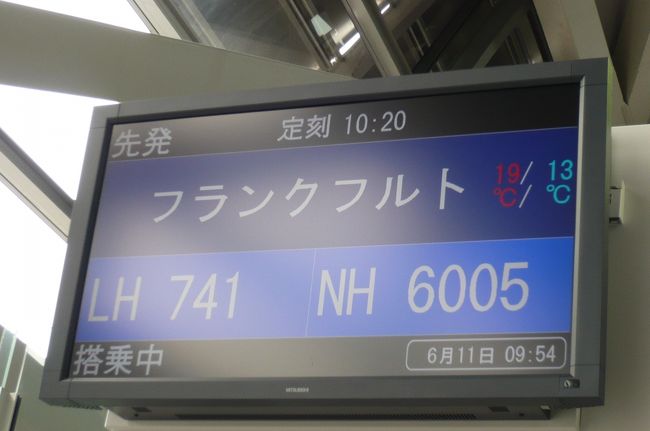 先発 定刻 10:20
フランクフルト 19℃/ 13℃/
LH 741 NH 6005
搭乗中 6月11日 09:54
MITSUBISHI